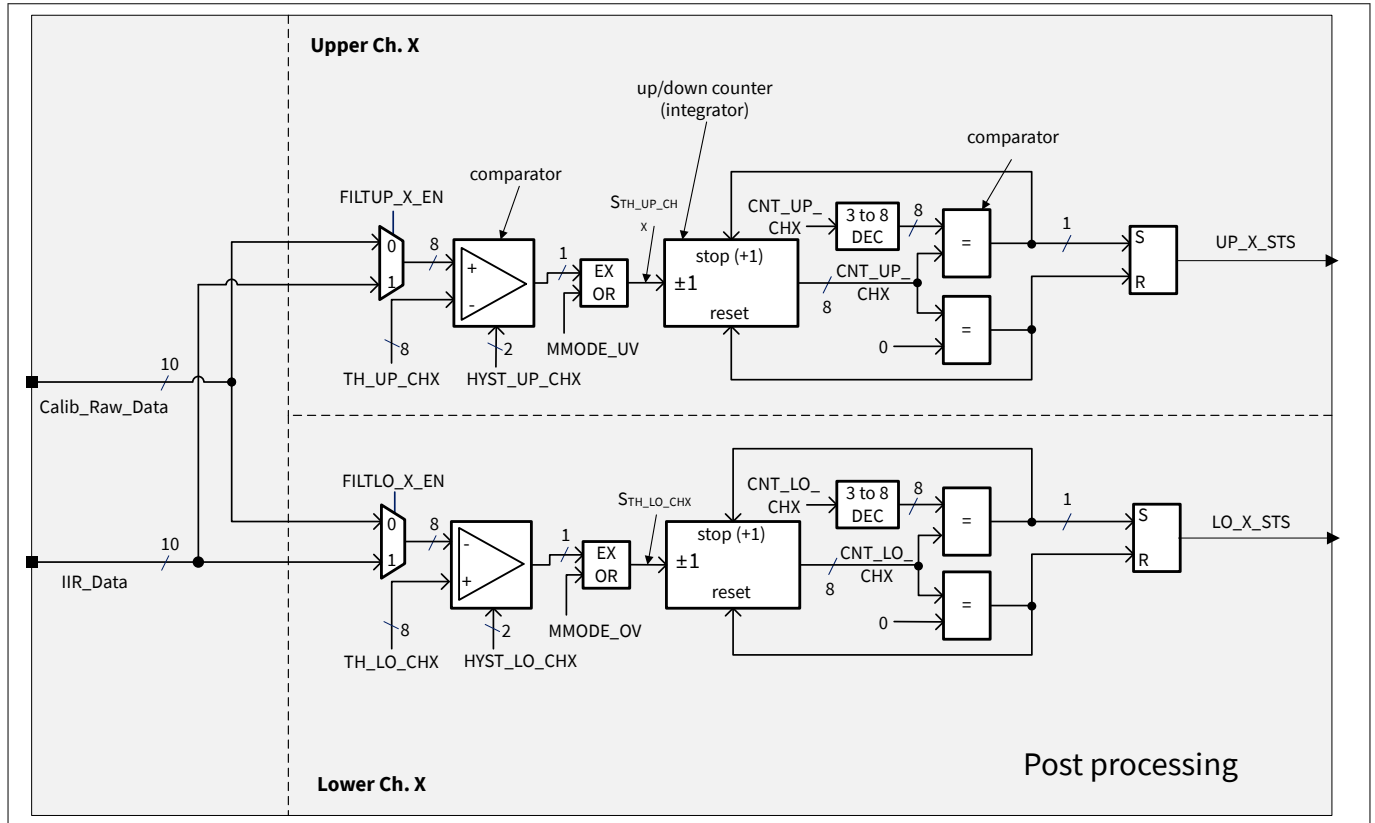 Upper Ch. X
up/down counter
(integrator)
comparator
comparator
FILTUP_X_EN
0
1
8
+
-
8
TH_UP_CHX
2
HYST_UP_CHX
1
EX
OR
MMODE_UV
STH_UP_CH
X
stop (+1)
±1
reset
CNT_UP_
CHX
3 to 8
DEC
8
=
CNT_UP_
CHX
8
0
=
1
S
R
UP_X_STS
10
Calib_Raw_Data
10
IIR_Data
FILTLO_X_EN
0
1
8
-
+
8
TH_LO_CHX
2
HYST_LO_CHX
1
EX
OR
MMODE_OV
STH_LO_CHX
stop (+1)
±1
reset
CNT_LO_
CHX
3 to 8
DEC
8
=
CNT_LO_
CHX
8
0
=
1
S
R
LO_X_STS
Post processing
Lower Ch. X